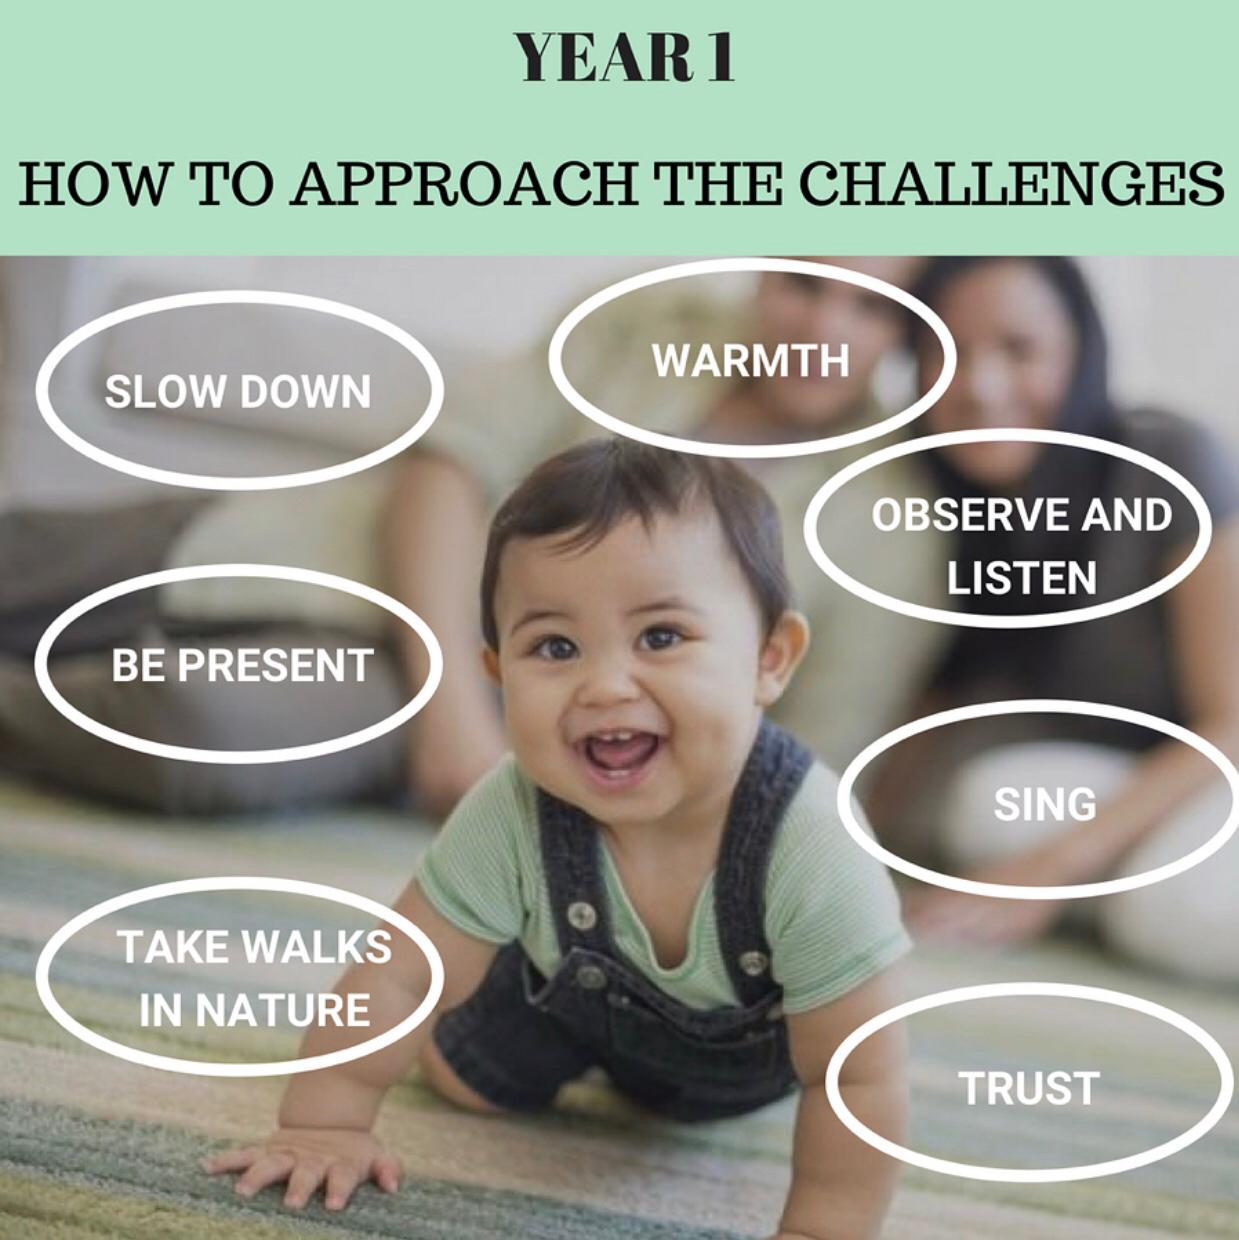 YEAR 1
HOW TO APPROACH THE CHALLENGES
SLOW DOWN
WARMTH
OBSERVE AND
LISTEN
BE PRESENT
SING
TAKE WALKS
IN NATURE
TRUST